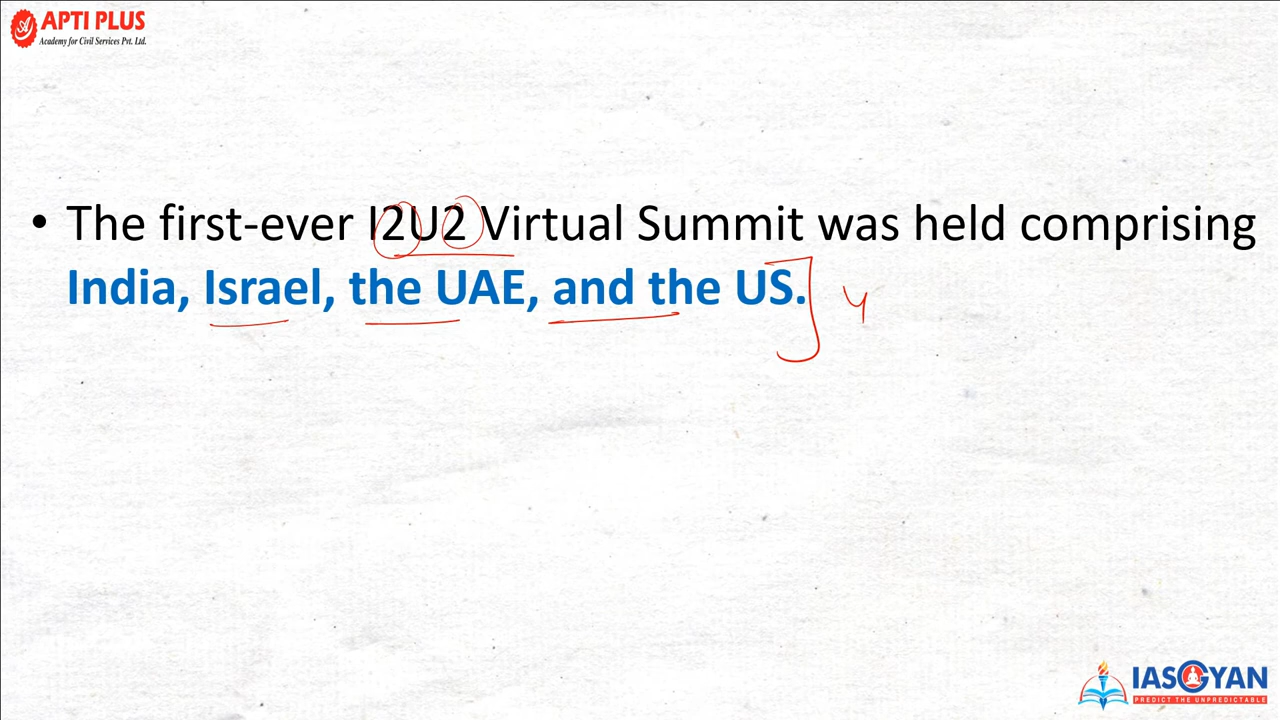 APTI PLUS
Academy for Civil Services Pvt. Ltd.
• The first-ever I2U2 Virtual Summit was held comprising
India, Israel, the UAE, and the US.
4
IASGYAN
PREDICT THE UNPREDICTABLE